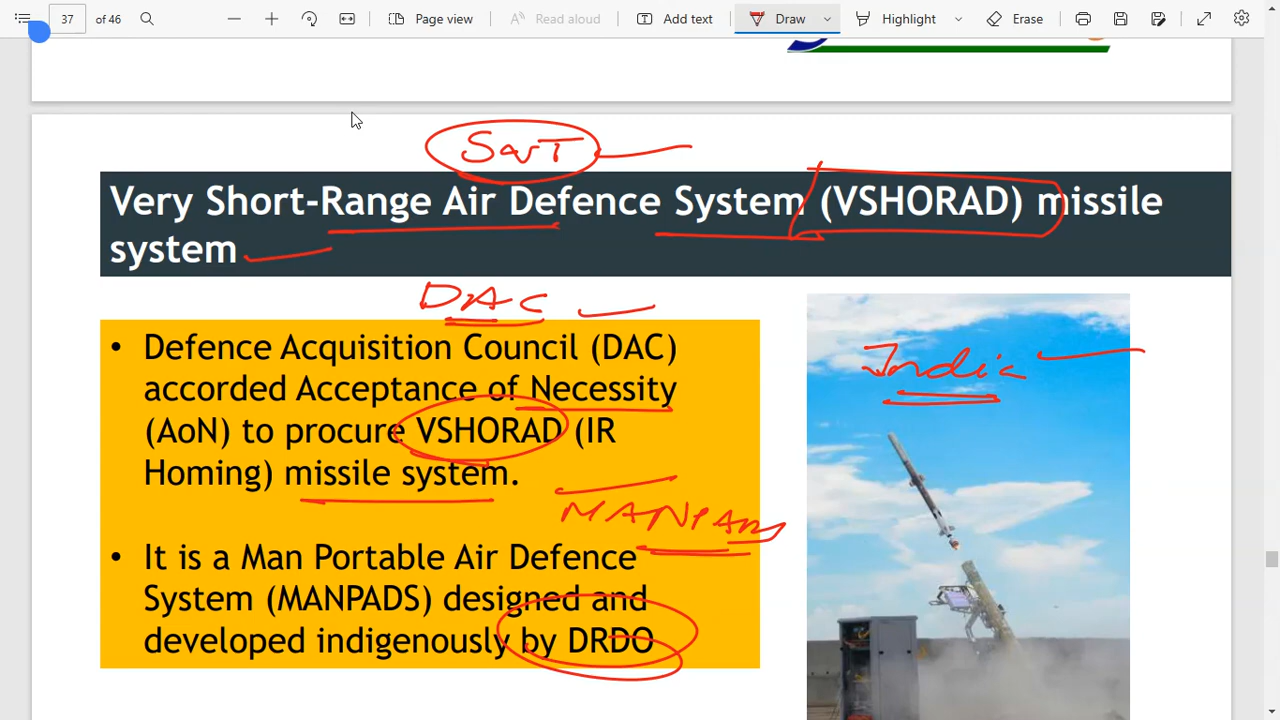 37 of 46 Page view Read aloud Add text Draw Highlight Erase
Very Short-Range Air Defence System (VSHORAD) missile
system
DAC
• Defence Acquisition Council (DAC)
accorded Acceptance of Necessity
(AoN) to procure VSHORAD (IR
Homing) missile system.
MANPADS
• It is a Man Portable Air Defence
System (MANPADS) designed and
developed indigenously by DRDO
India